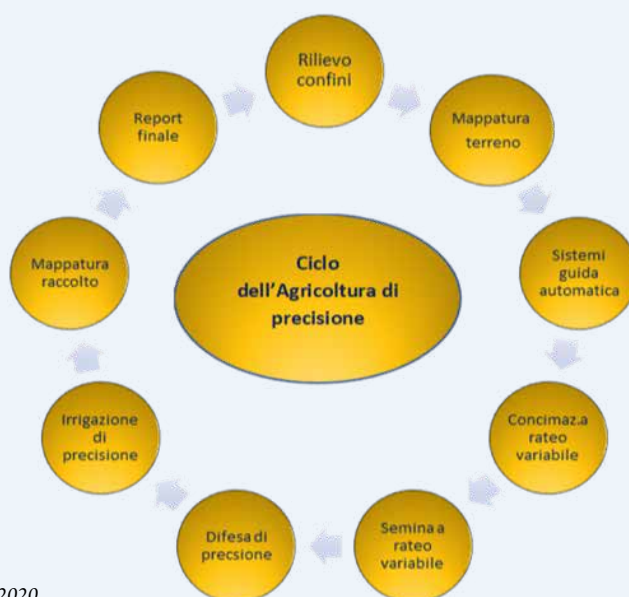 Rilievo
confini
Mappatura
terreno
Sistemi
guida
automatica
Concimaz.a
rateo
variabile
Semina a
rateo
variabile
Difesa di
precsione
Irrigazione
di
precisione
Mappatura
raccolto
Report
finale
Ciclo
dell'Agricoltura di
precisione
2020